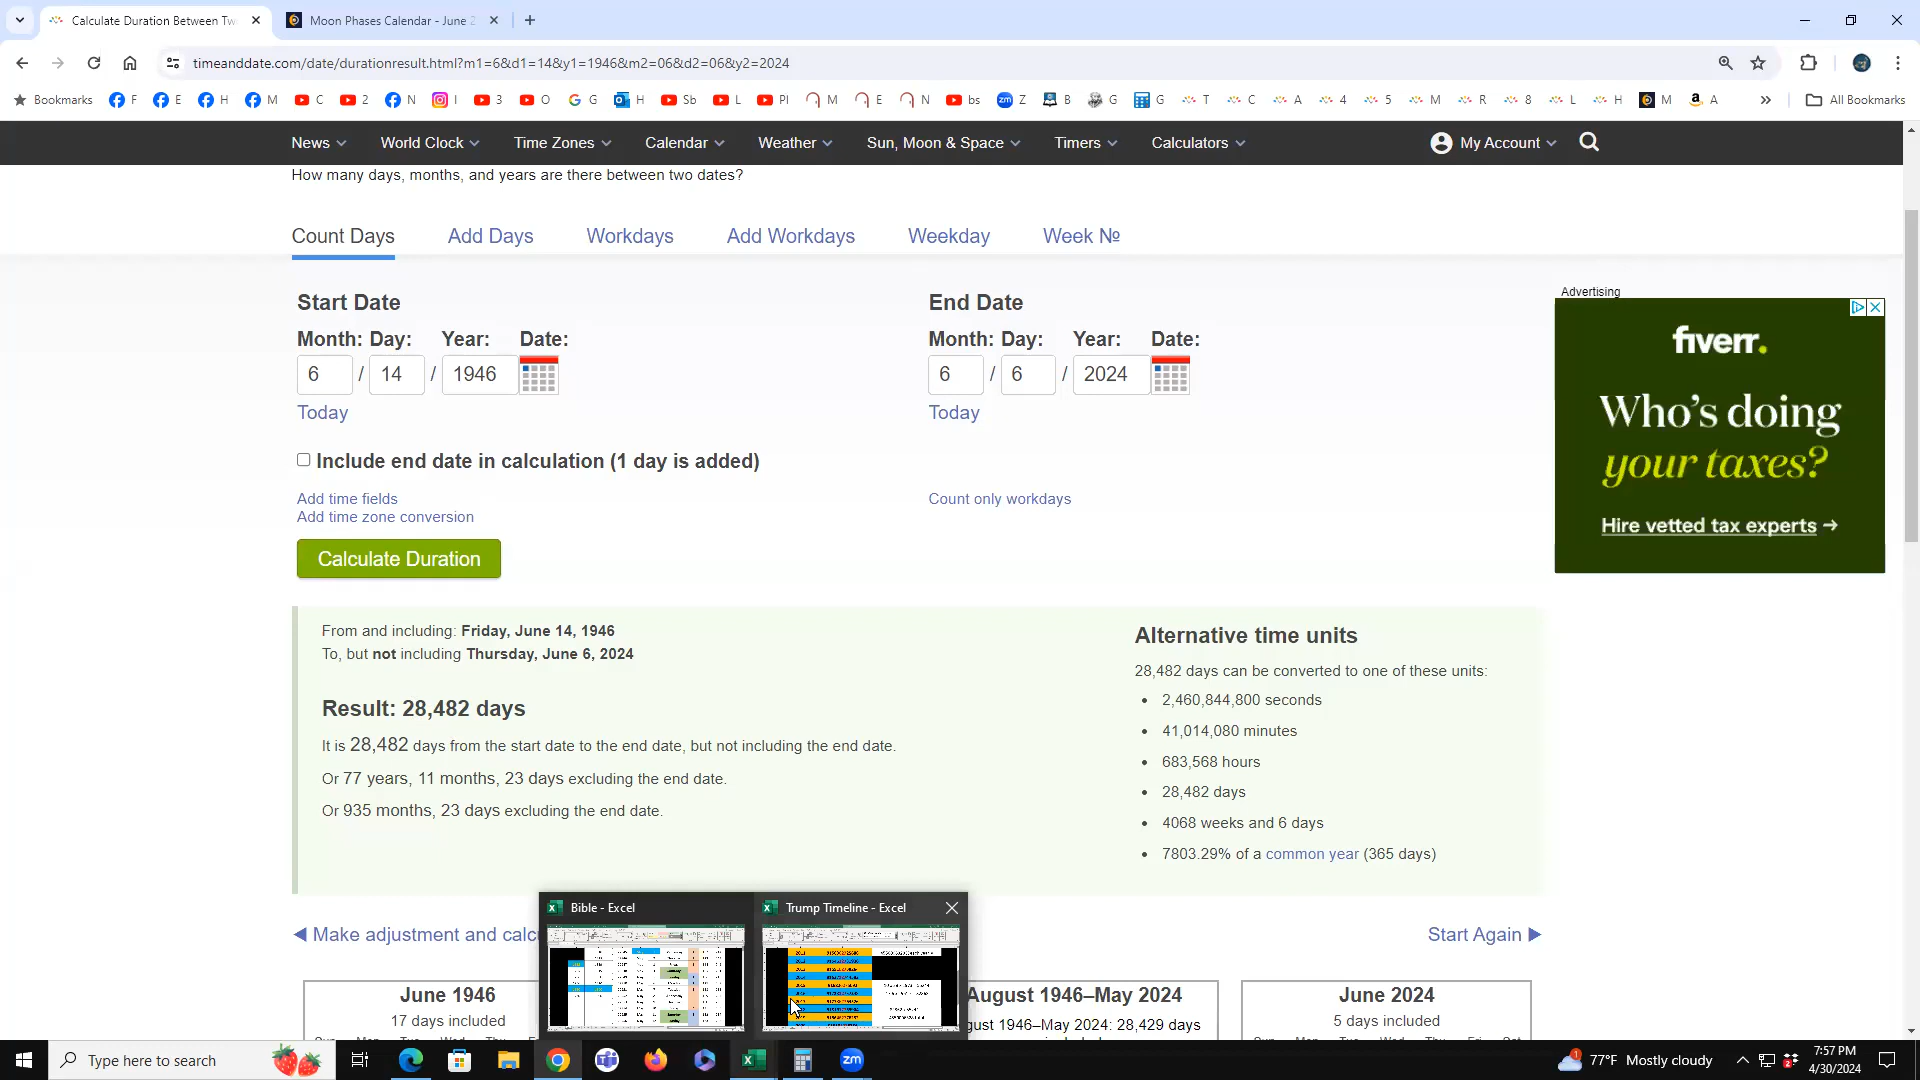 Calculate Duration Between Tw
Moon Phases Calendar - June 2
timeanddate.com/date/durationresult.html?m1=6&d1=14&y1=1946&m2=06&d2=06&y2=2024
Bookmarks F E H M C 2 N I 3 O G H Sb L Pl M E N bs Z B G G T C A 4 5 M R 8 L H M A » All Bookmarks
News World Clock Time Zones Calendar Weather Sun, Moon & Space Timers Calculators My Account
How many days, months, and years are there between two dates?
Count Days Add Days Workdays Add Workdays Weekday Week №
Start Date
End Date
Month: Day: Year: Date:
Month: Day: Year: Date:
6 / 14 / 1946
6 / 6 / 2024
Today
Today
Include end date in calculation (1 day is added)
Add time fields
Count only workdays
Add time zone conversion
Calculate Duration
Advertising
fiverr.
Who's doing
your taxes?
Hire vetted tax experts →
From and including: Friday, June 14, 1946
To, but not including Thursday, June 6, 2024
Result: 28,482 days
It is 28,482 days from the start date to the end date, but not including the end date.
Or 77 years, 11 months, 23 days excluding the end date.
Or 935 months, 23 days excluding the end date.
Alternative time units
28,482 days can be converted to one of these units:
• 2,460,844,800 seconds
• 41,014,080 minutes
• 683,568 hours
• 28,482 days
• 4068 weeks and 6 days
• 7803.29% of a common year (365 days)
Bible - Excel
Trump Timeline - Excel
Make adjustment and calcu
Start Again
June 1946
17 days included
August 1946–May 2024
gust 1946–May 2024: 28,429 days
June 2024
5 days included
Type here to search
zm
77°F Mostly cloudy
7:57 PM
4/30/2024